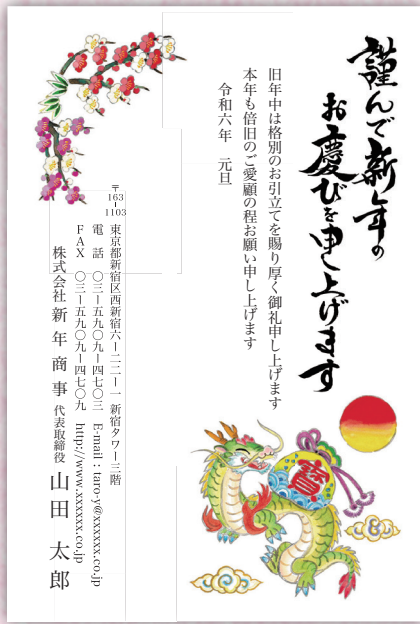 謹んで新年の
お慶びを申し上げます
旧年中は格別のお引立てを賜り厚く御礼申し上げます
本年も倍旧のご愛顧の程お願い申し上げます
令和六年　元旦
寳
〒163-1103
東京都新宿区西新宿六ー二二ー一 新宿タワー三階
電　話　〇三ー五九〇九ー四七〇三　E-mail：taro-y@xxxxxx.co.jp
ＦＡＸ　〇三ー五九〇九ー四七〇九　http://www.xxxxxx.co.jp
株式会社 新年商事 代表取締役 山田　太郎